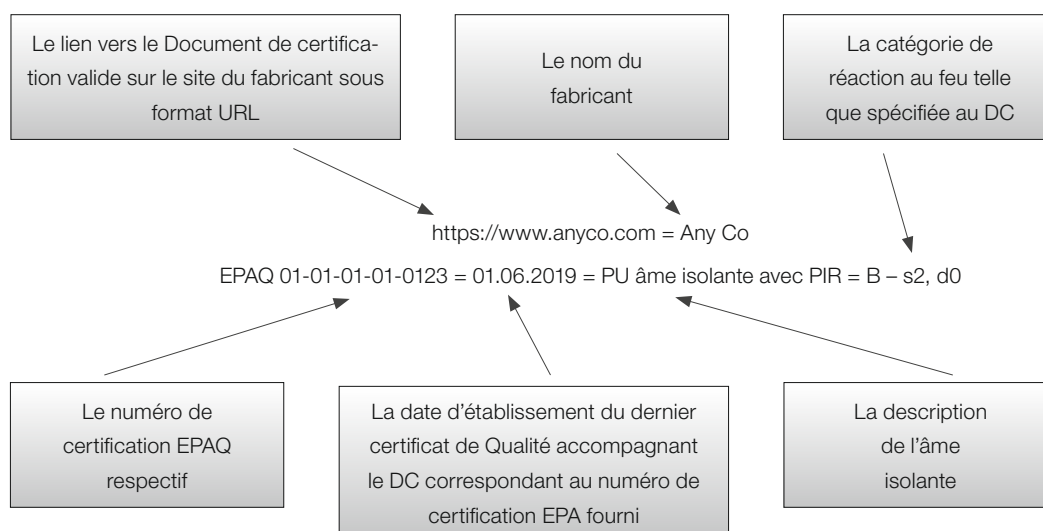 Le lien vers le Document de certifica-
tion valide sur le site du fabricant sous
format URL
Le nom du
fabricant
La catégorie de
réaction au feu telle
que spécifiée au DC
https://www.anyco.com = Any Co
EPAQ 01-01-01-01-0123 = 01.06.2019 = PU âme isolante avec PIR = B – s2, d0
Le numéro de
certification EPAQ
respectif
La date d’établissement du dernier
certificat de Qualité accompagnant
le DC correspondant au numéro de
certification EPA fourni
La description
de l’âme
isolante